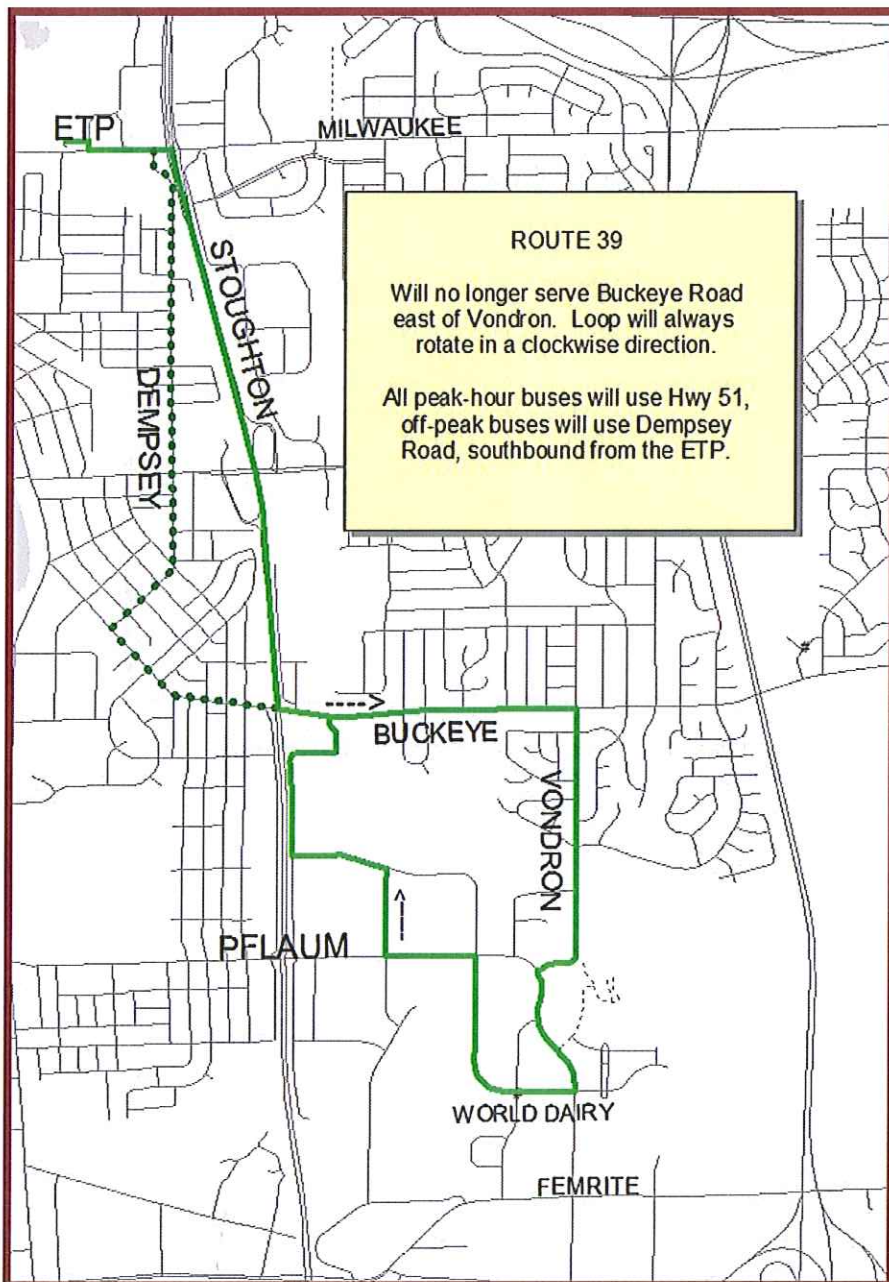 ETP
MILWAUKEE
ROUTE 39
Will no longer serve Buckeye Road
east of Vondron. Loop will always
rotate in a clockwise direction.
All peak-hour buses will use Hwy 51,
off-peak buses will use Dempsey
Road, southbound from the ETP.
STOUGHTON
DEMPSEY
BUCKEYE
VONDRON
PFLAUM
WORLD DAIRY
FEMRITE